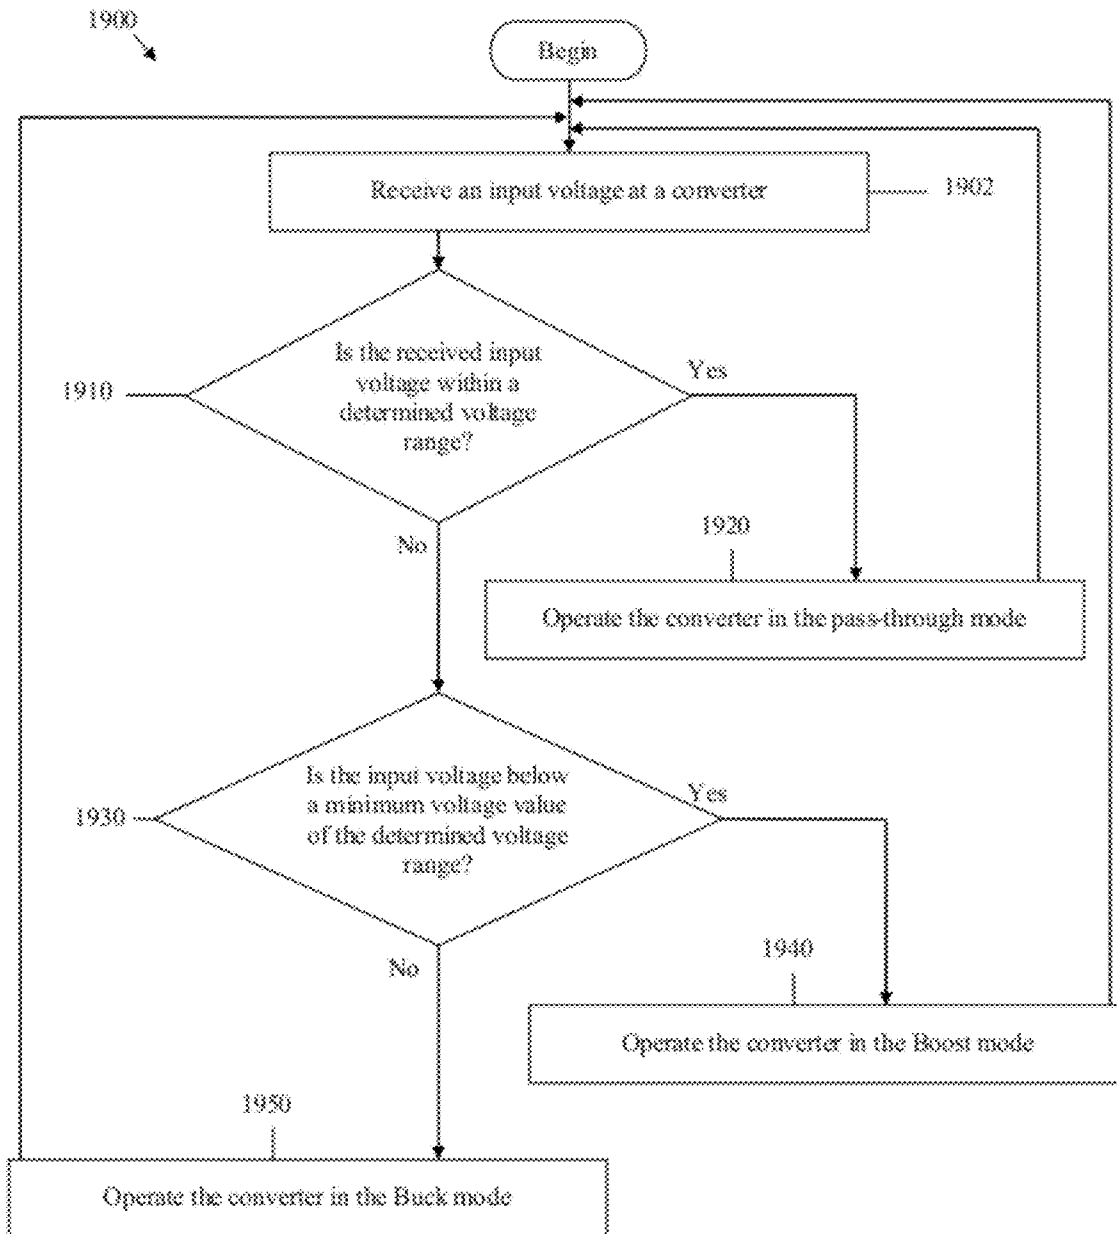 1900
Begin
Receive an input voltage at a converter
1902
Is the received input
voltage within a
determined voltage
range?
1910
Yes
No
1920
Operate the converter in the pass-through mode
Is the input voltage below
a minimum voltage value
of the determined voltage
range?
1930
Yes
No
1940
Operate the converter in the Boost mode
1950
Operate the converter in the Buck mode